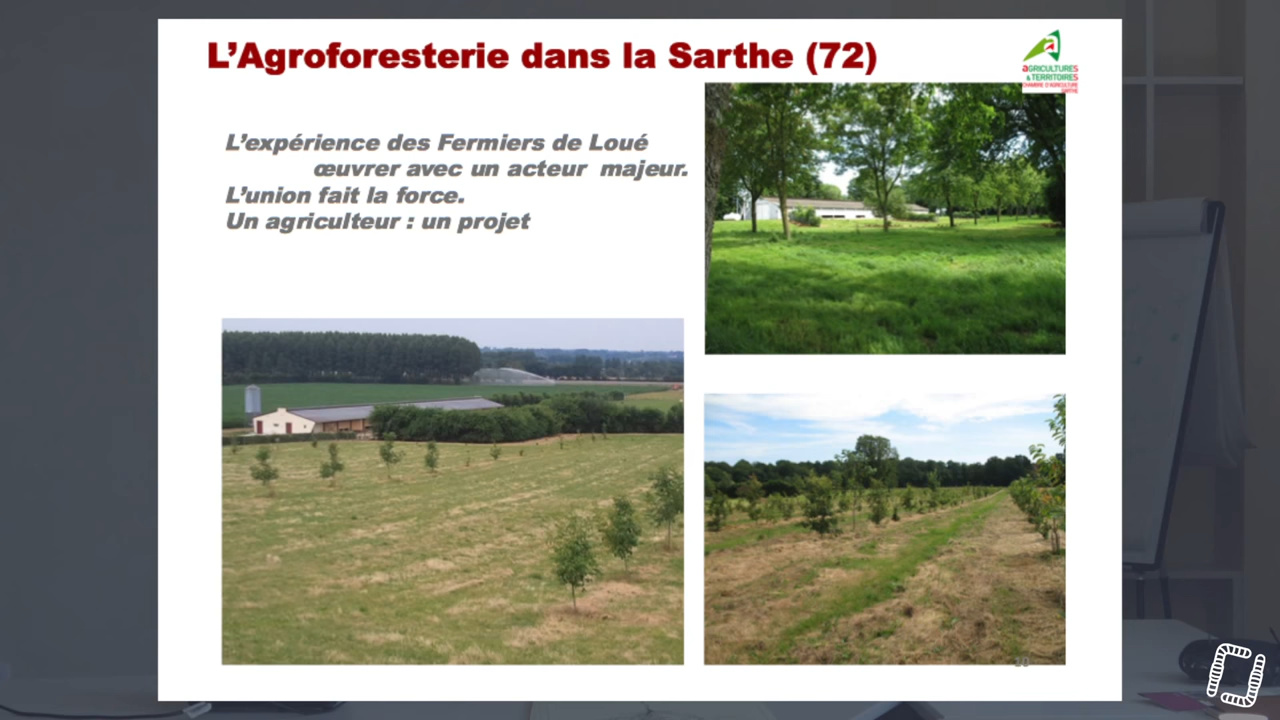 L’Agroforesterie dans la Sarthe (72)
AGRICULTURES
& TERRITOIRES
CHAMBRE D'AGRICULTURE
SARTHE
L’expérience des Fermiers de Loué
œuvrer avec un acteur majeur.
L’union fait la force.
Un agriculteur : un projet